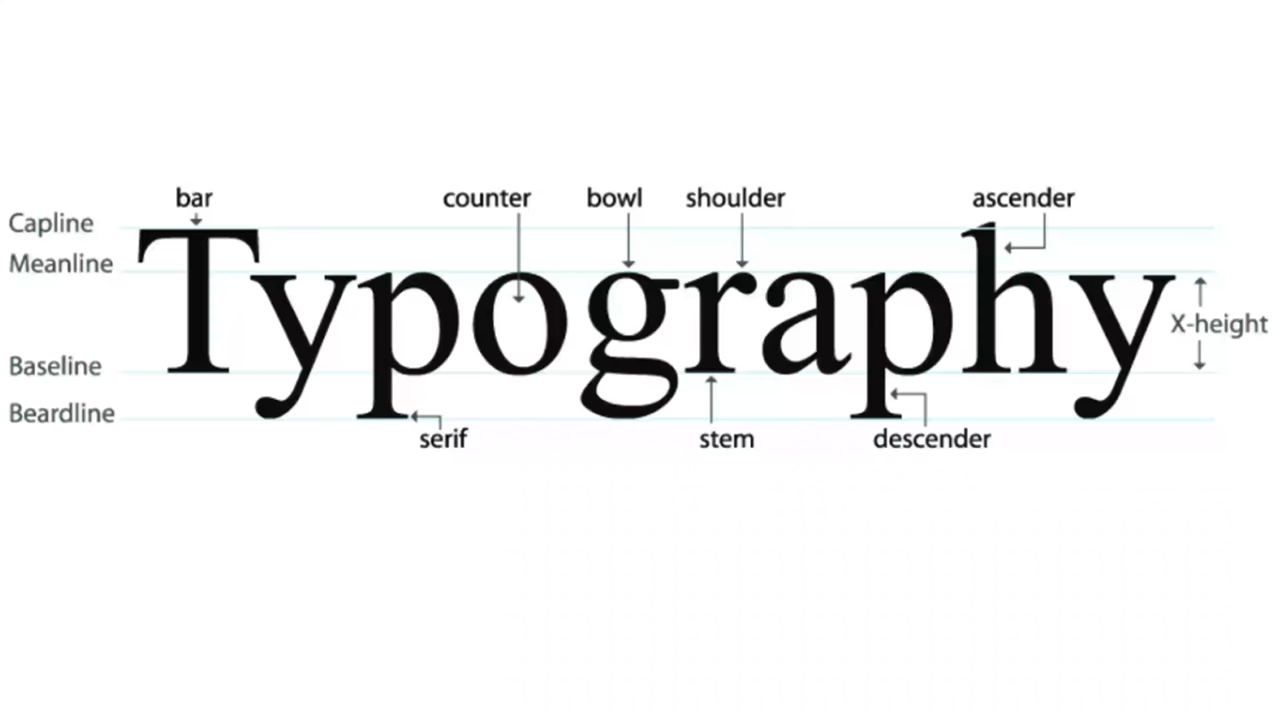 bar counter bowl shoulder ascender
Capline
Meanline
Typography
X-height
Baseline
Beardline
serif stem descender